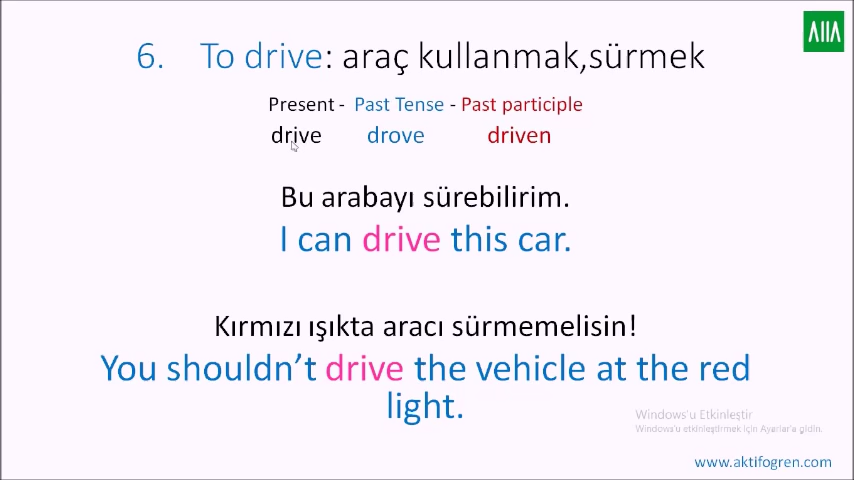 6. To drive: araç kullanmak,sürmek
Present - Past Tense - Past participle
drive drove driven
Bu arabayı sürebilirim.
I can drive this car.
Kırmızı ışıkta aracı sürmemelisin!
You shouldn’t drive the vehicle at the red
light.
Windows'u Etkinleştir
Windows'u etkinleştirmek için Ayarlar'a gidin.
www.aktifogren.com